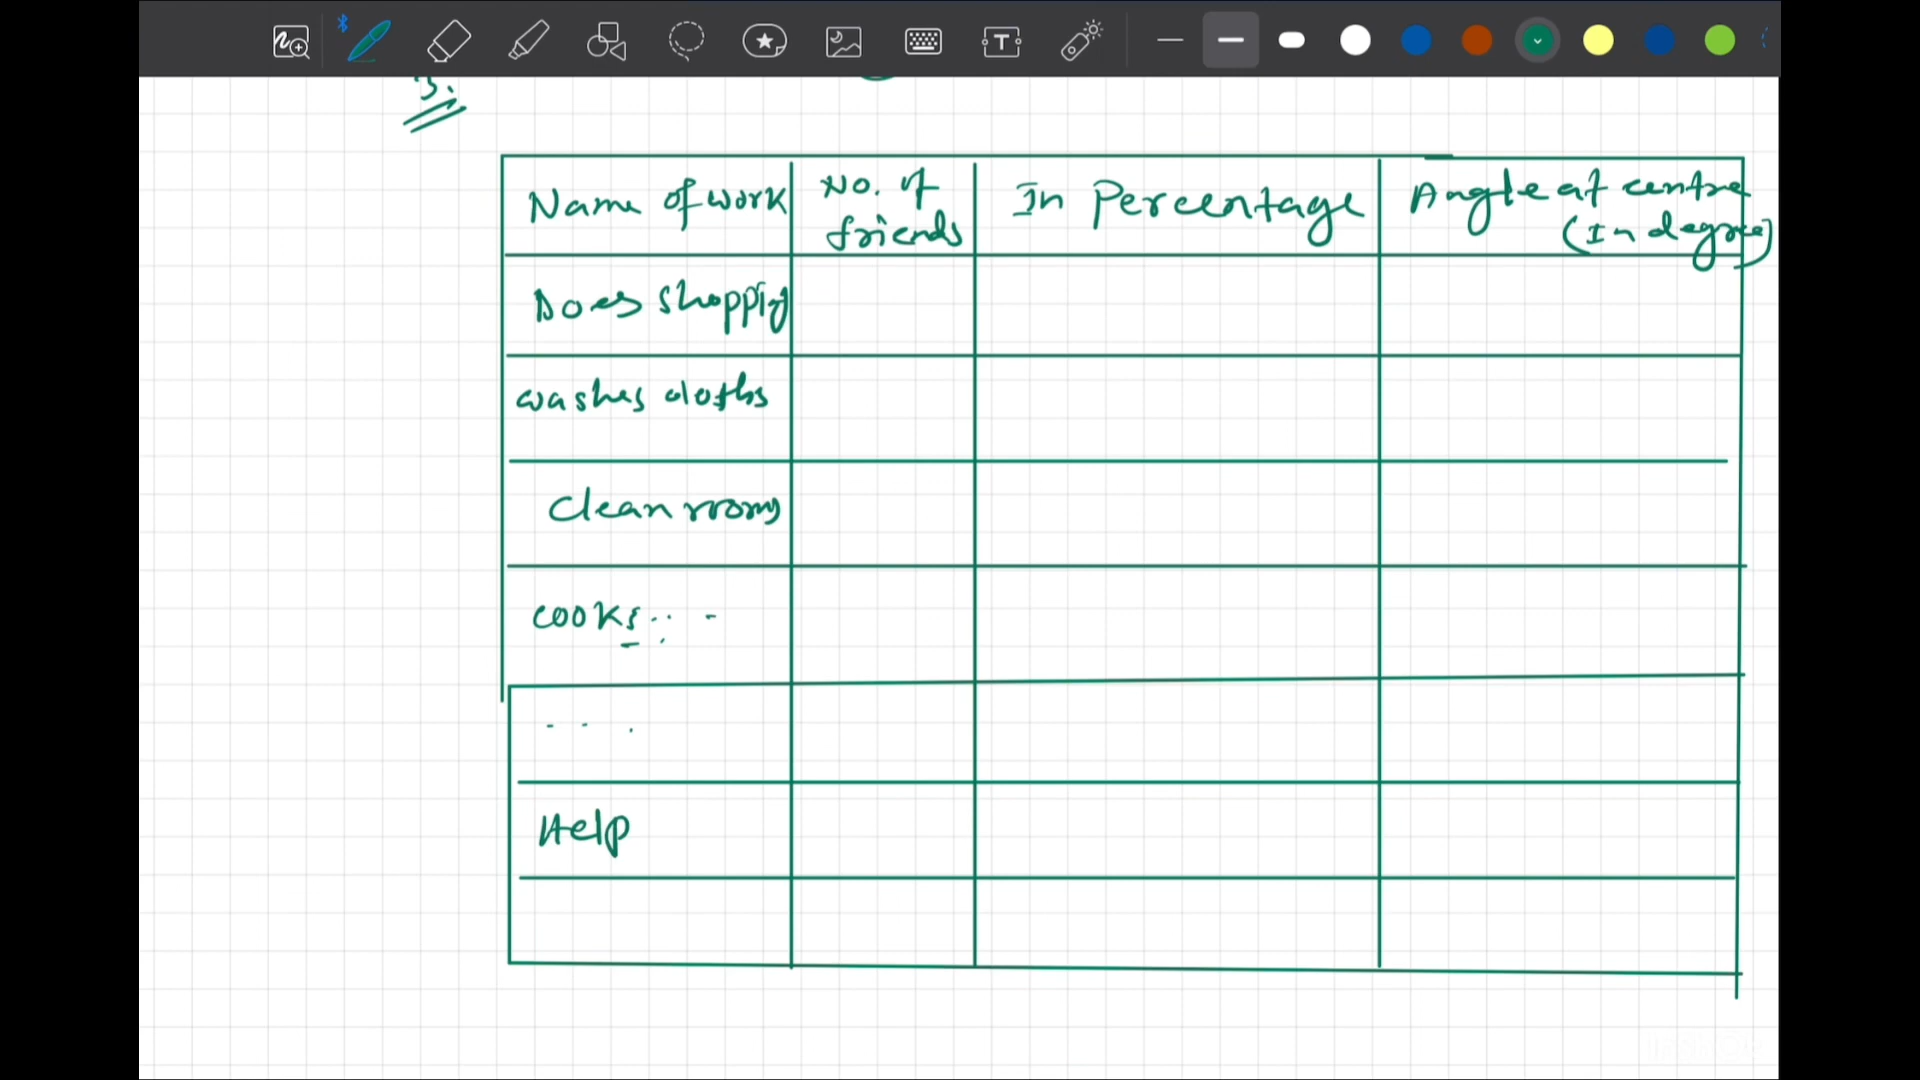 3.
Name of work
No. of
friends
In Percentage
Angle at centre
(In degree)
Does shopping
washes cloths
Clean rooms
cooks... -
- - .
Help